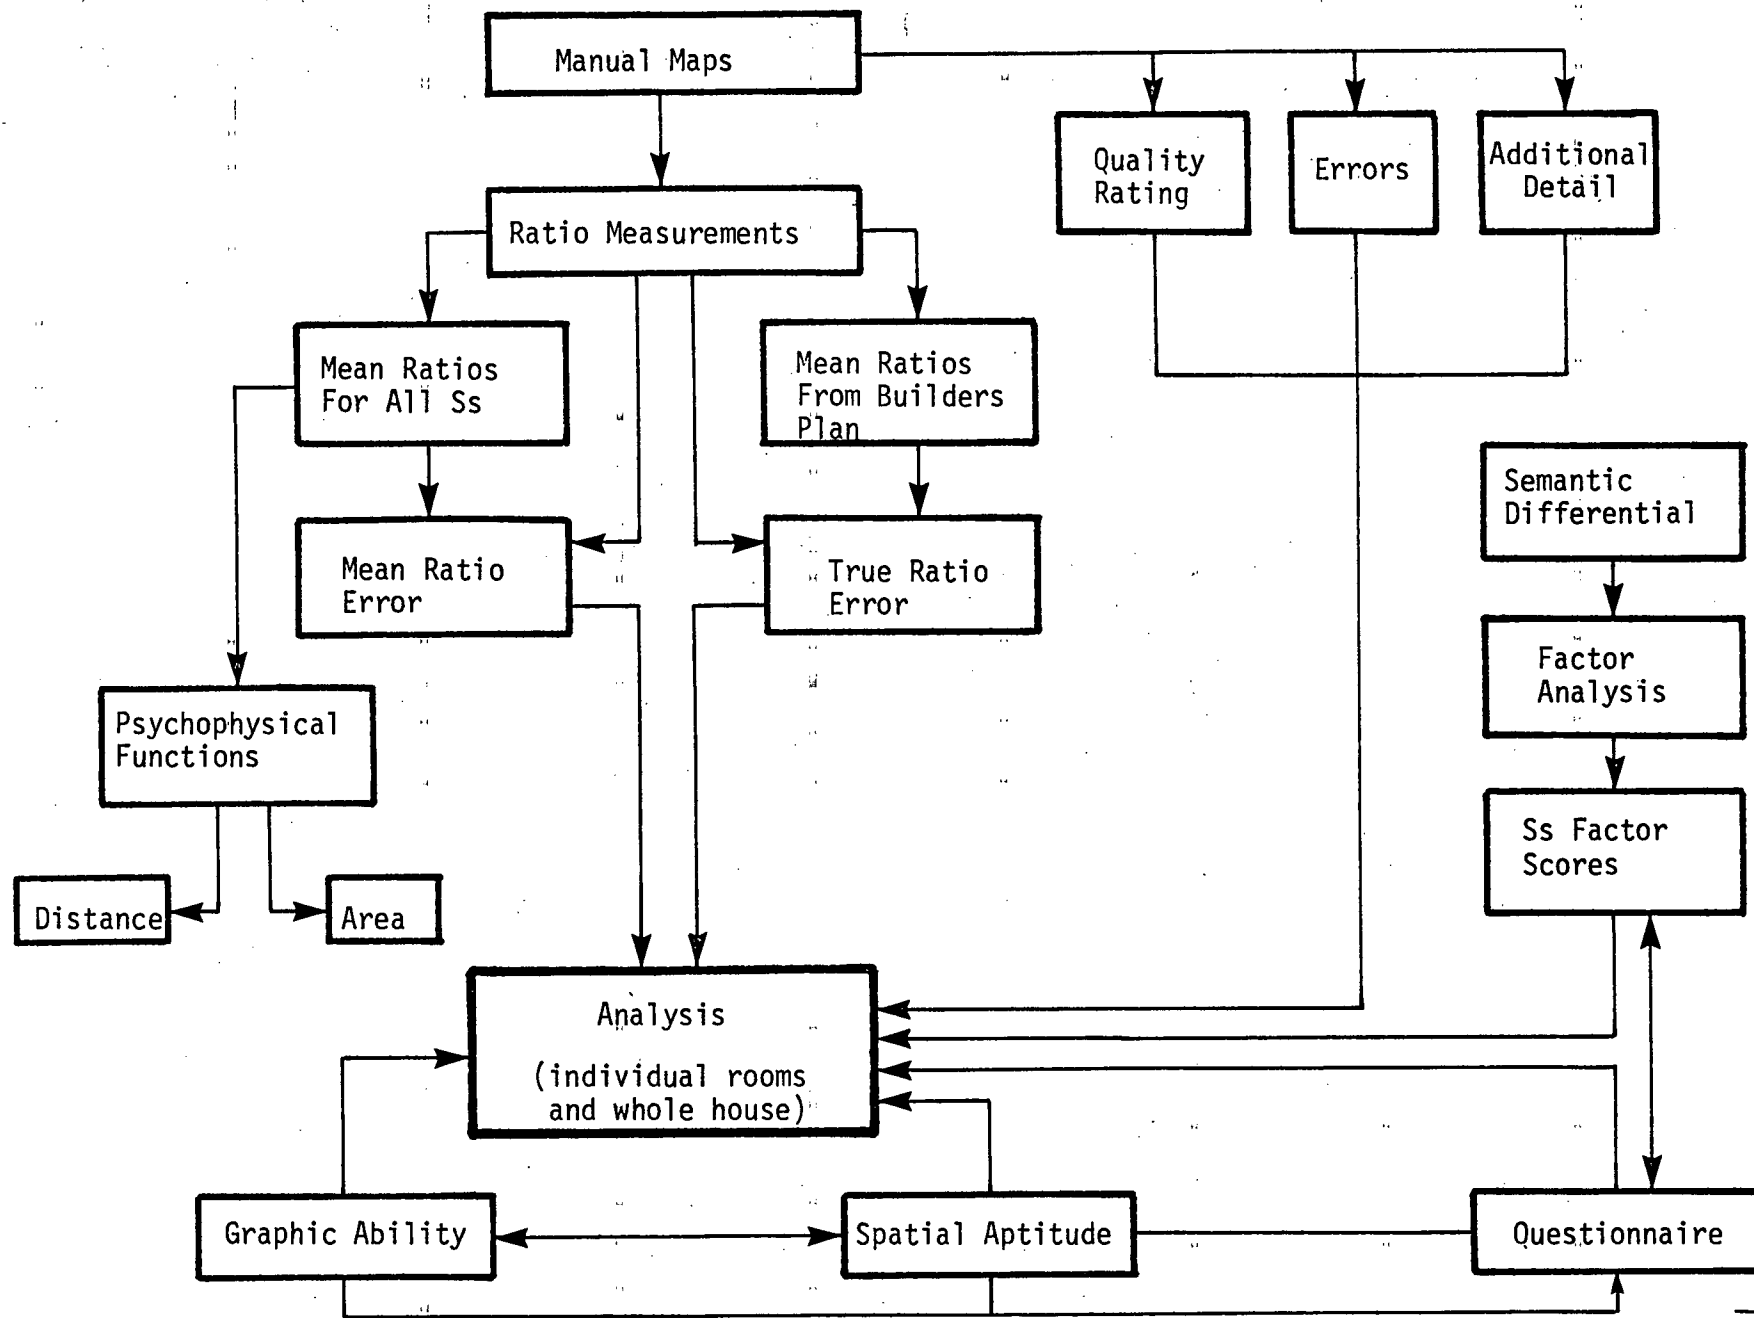 Manual Maps
Quality
Rating
Errors
Additional
Detail
Ratio Measurements
Mean Ratios
For All Ss
Mean Ratios
From Builders
Plan
Semantic
Differential
Mean Ratio
Error
True Ratio
Error
Factor
Analysis
Psychophysical
Functions
Ss Factor
Scores
Distance
Area
Analysis
(individual rooms
and whole house)
Graphic Ability
Spatial Aptitude
Questionnaire